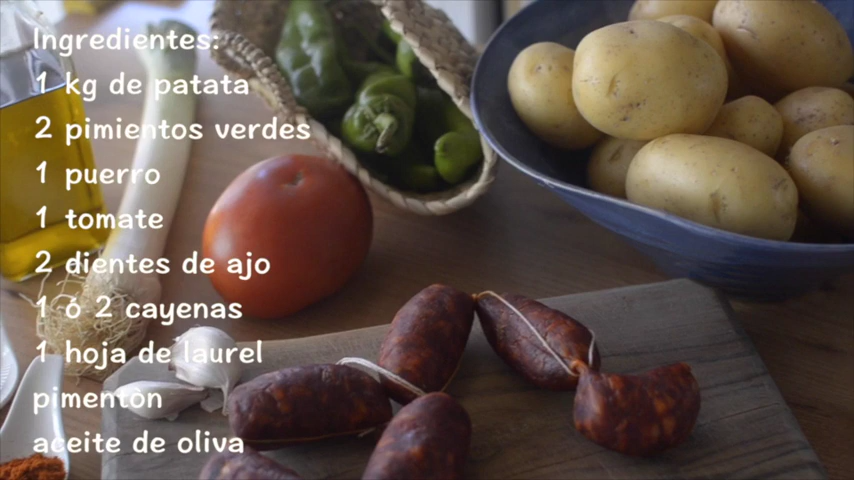 Ingredientes:
1 kg de patata
2 pimientos verdes
1 puerro
1 tomate
2 dientes de ajo
1 ó 2 cayenas
1 hoja de laurel
pimentòn
aceite de oliva